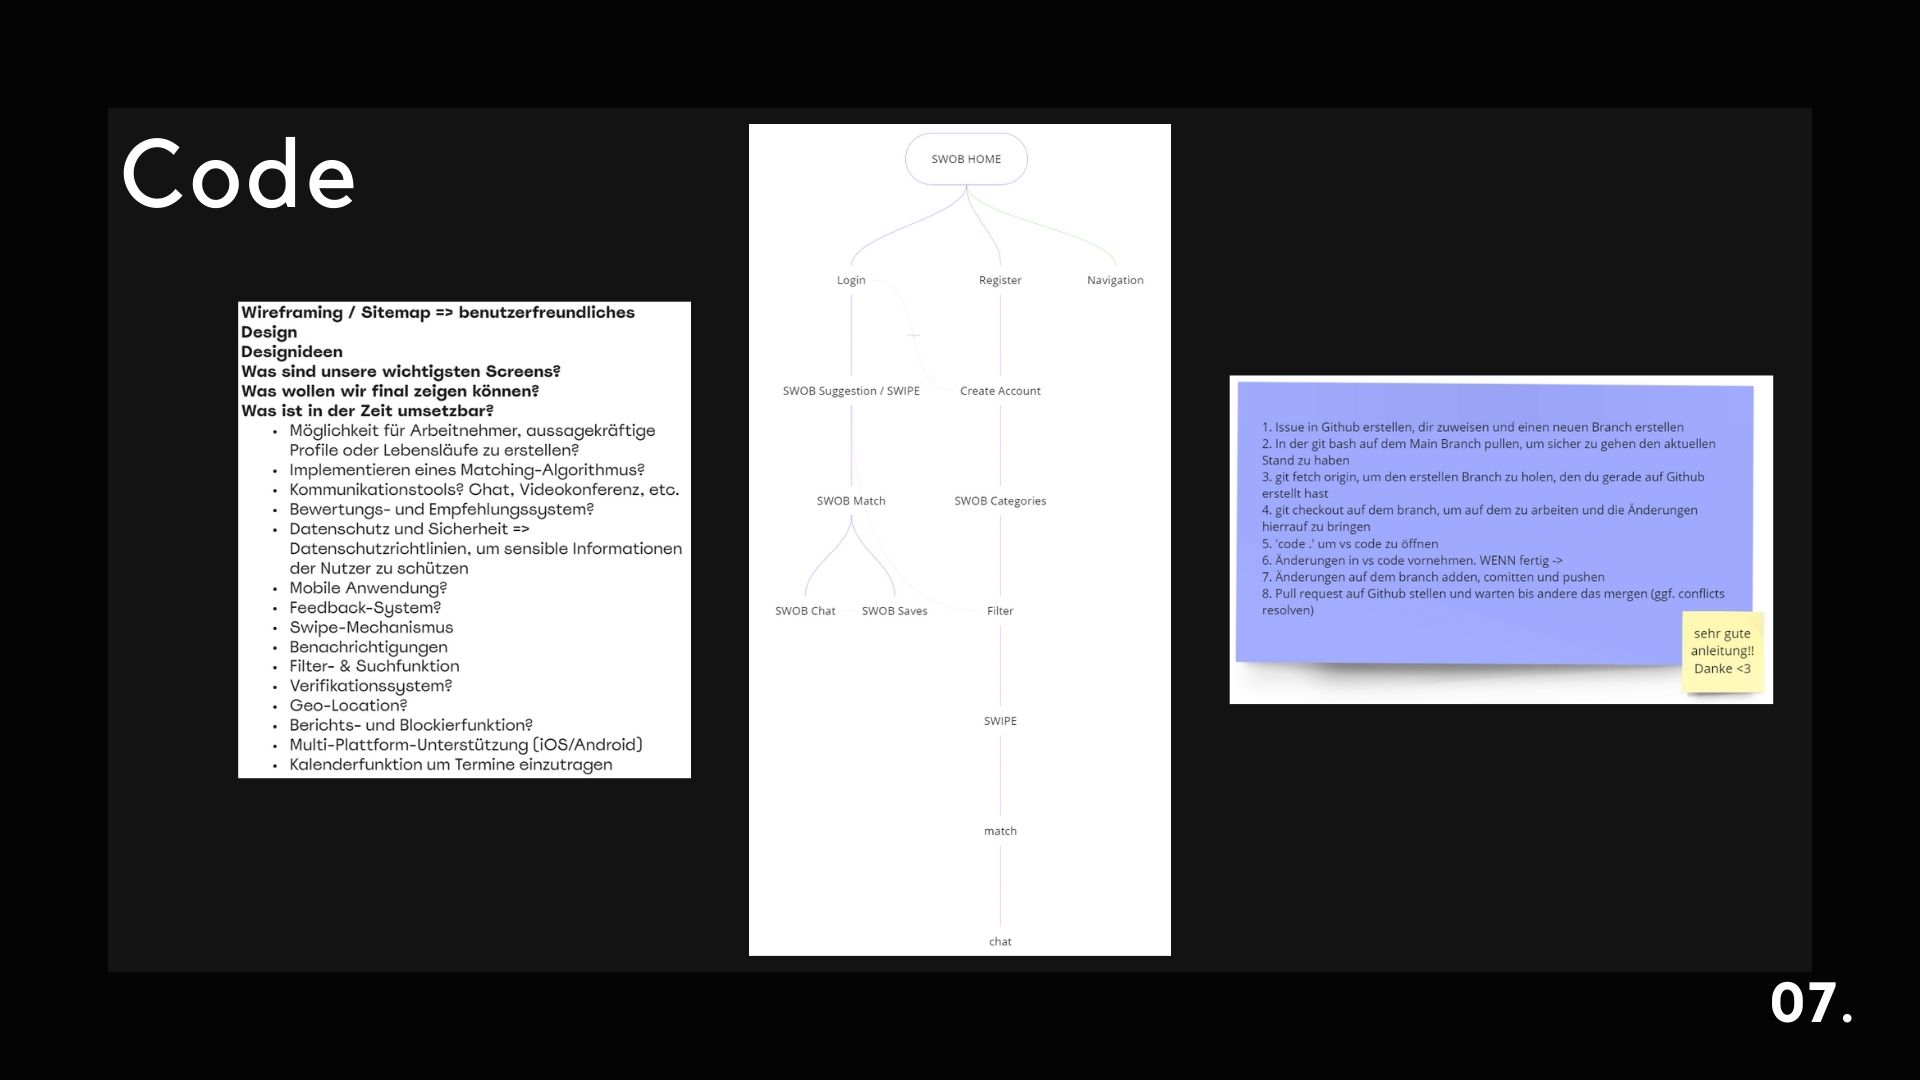 Code
Wireframing / Sitemap => benutzerfreundliches
Design
Designideen
Was sind unsere wichtigsten Screens?
Was wollen wir final zeigen können?
Was ist in der Zeit umsetzbar?
• Möglichkeit für Arbeitnehmer, aussagekräftige
Profile oder Lebensläufe zu erstellen?
• Implementieren eines Matching-Algorithmus?
• Kommunikationstools? Chat, Videokonferenz, etc.
• Bewertungs- und Empfehlungssystem?
• Datenschutz und Sicherheit =>
Datenschutzrichtlinien, um sensible Informationen
der Nutzer zu schützen
• Mobile Anwendung?
• Feedback-System?
• Swipe-Mechanismus
• Benachrichtigungen
• Filter- & Suchfunktion
• Verifikationssystem?
• Geo-Location?
• Berichts- und Blockierfunktion?
• Multi-Plattform-Unterstützung (iOS/Android)
• Kalenderfunktion um Termine einzutragen
SWOB HOME
Login
Register
Navigation
SWOB Suggestion / SWIPE
Create Account
SWOB Match
SWOB Categories
SWOB Chat
SWOB Saves
Filter
SWIPE
match
chat
1. Issue in Github erstellen, dir zuweisen und einen neuen Branch erstellen
2. In der git bash auf dem Main Branch pullen, um sicher zu gehen den aktuellen
Stand zu haben
3. git fetch origin, um den erstellen Branch zu holen, den du gerade auf Github
erstellt hast
4. git checkout auf dem branch, um auf dem zu arbeiten und die Änderungen
hierrauf zu bringen
5. 'code .' um vs code zu öffnen
6. Änderungen in vs code vornehmen. WENN fertig ->
7. Änderungen auf dem branch adden, comitten und pushen
8. Pull request auf Github stellen und warten bis andere das mergen (ggf. conflicts
resolven)
sehr gute
anleitung!!
Danke <3
07.